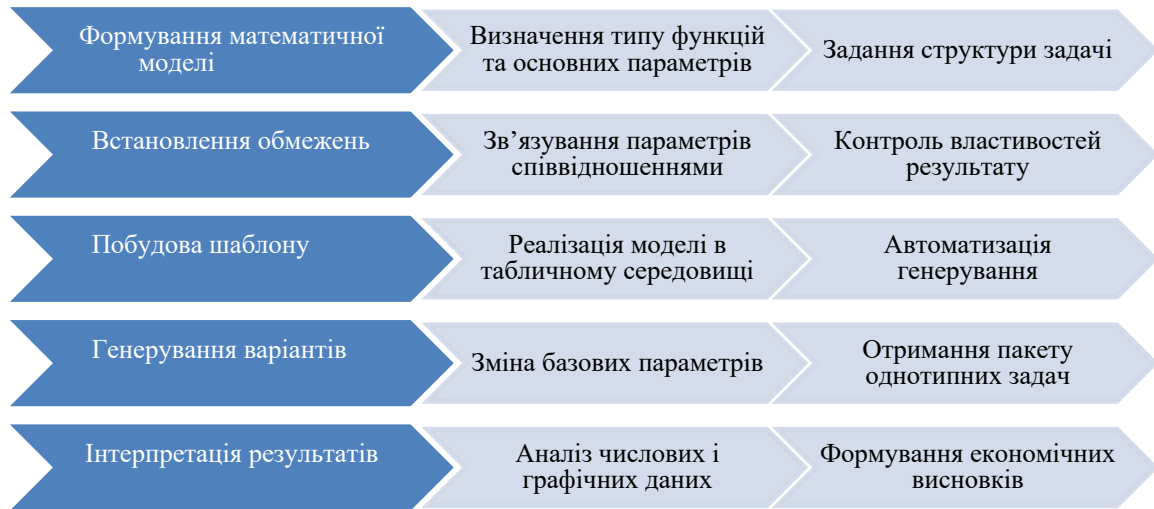 Формування математичної
моделі
Визначення типу функцій
та основних параметрів
Задання структури задачі
Встановлення обмежень
Зв’язування параметрів
співвідношеннями
Контроль властивостей
результату
Побудова шаблону
Реалізація моделі в
табличному середовищі
Автоматизація
генерування
Генерування варіантів
Зміна базових параметрів
Отримання пакету
однотипних задач
Інтерпретація результатів
Аналіз числових і
графічних даних
Формування економічних
висновків